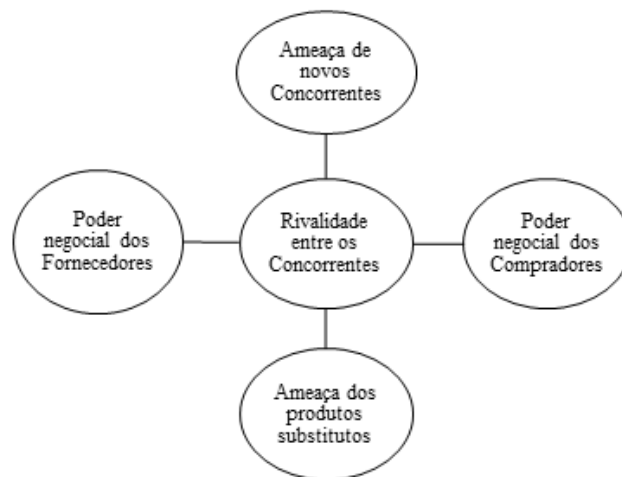 Ameaça de
novos
Concorrentes
Poder
negocial dos
Fornecedores
Rivalidade
entre os
Concorrentes
Poder
negocial dos
Compradores
Ameaça dos
produtos
substitutos